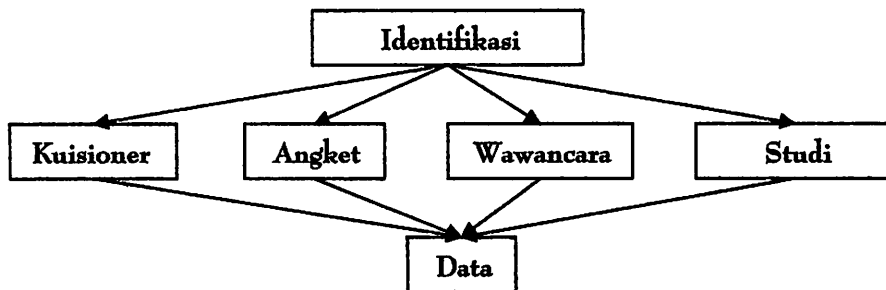 Identifikasi
Kuisioner
Angket
Wawancara
Studi
Data